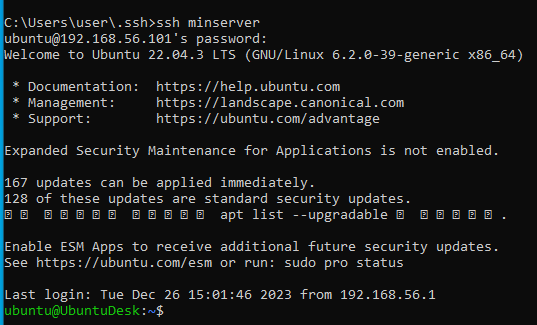 C:\Users\user\.ssh>ssh minserver
ubuntu@192.168.56.101's password:
Welcome to Ubuntu 22.04.3 LTS (GNU/Linux 6.2.0-39-generic x86_64)
* Documentation:  https://help.ubuntu.com
* Management:     https://landscape.canonical.com
* Support:        https://ubuntu.com/advantage
Expanded Security Maintenance for Applications is not enabled.
167 updates can be applied immediately.
128 of these updates are standard security updates.
apt list --upgradable .
Enable ESM Apps to receive additional future security updates.
See https://ubuntu.com/esm or run: sudo pro status
Last login: Tue Dec 26 15:01:46 2023 from 192.168.56.1
ubuntu@UbuntuDesk:~$